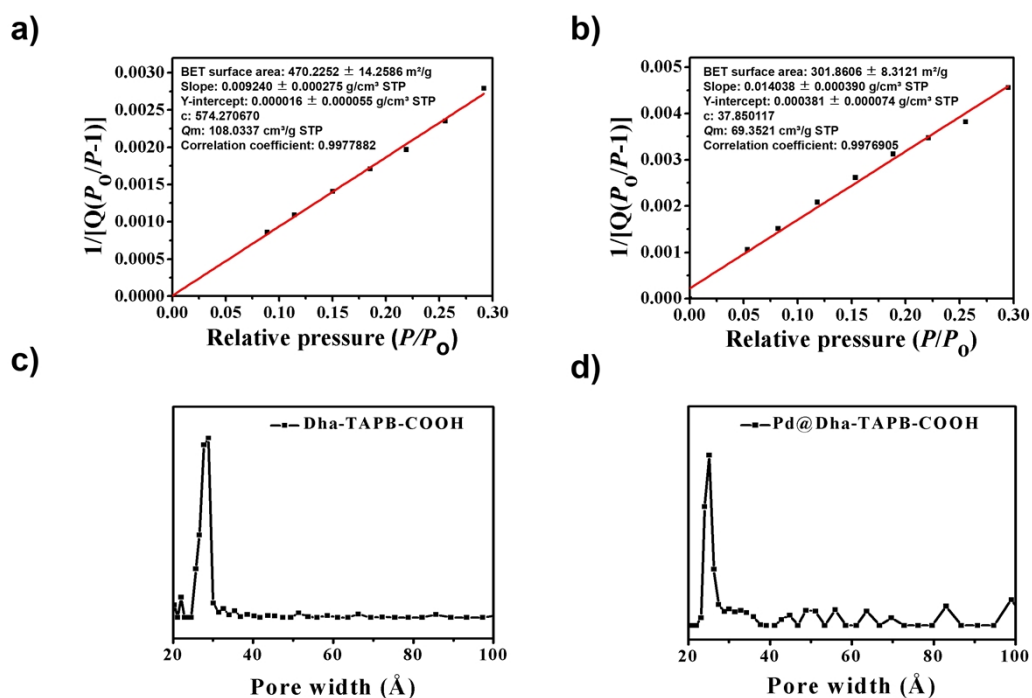 a)
BET surface area: 470.2252 ± 14.2586 m²/g
Slope: 0.009240 ± 0.000275 g/cm³ STP
Y-intercept: 0.000016 ± 0.000055 g/cm³ STP
c: 574.270670
Qm: 108.0337 cm³/g STP
Correlation coefficient: 0.9977882
1/[Q(Pₒ/P-1)]
0.0030
0.0025
0.0020
0.0015
0.0010
0.0005
0.0000
0.00 0.05 0.10 0.15 0.20 0.25 0.30
Relative pressure (P/Pₒ)
b)
BET surface area: 301.8606 ± 8.3121 m²/g
Slope: 0.014038 ± 0.000390 g/cm³ STP
Y-intercept: 0.000381 ± 0.000074 g/cm³ STP
c: 37.850117
Qm: 69.3521 cm³/g STP
Correlation coefficient: 0.9976905
1/[Q(Pₒ/P-1)]
0.005
0.004
0.003
0.002
0.001
0.000
0.00 0.05 0.10 0.15 0.20 0.25 0.30
Relative pressure (P/Pₒ)
c)
Dha-TAPB-COOH
20 40 60 80 100
Pore width (Å)
d)
Pd@Dha-TAPB-COOH
20 40 60 80 100
Pore width (Å)